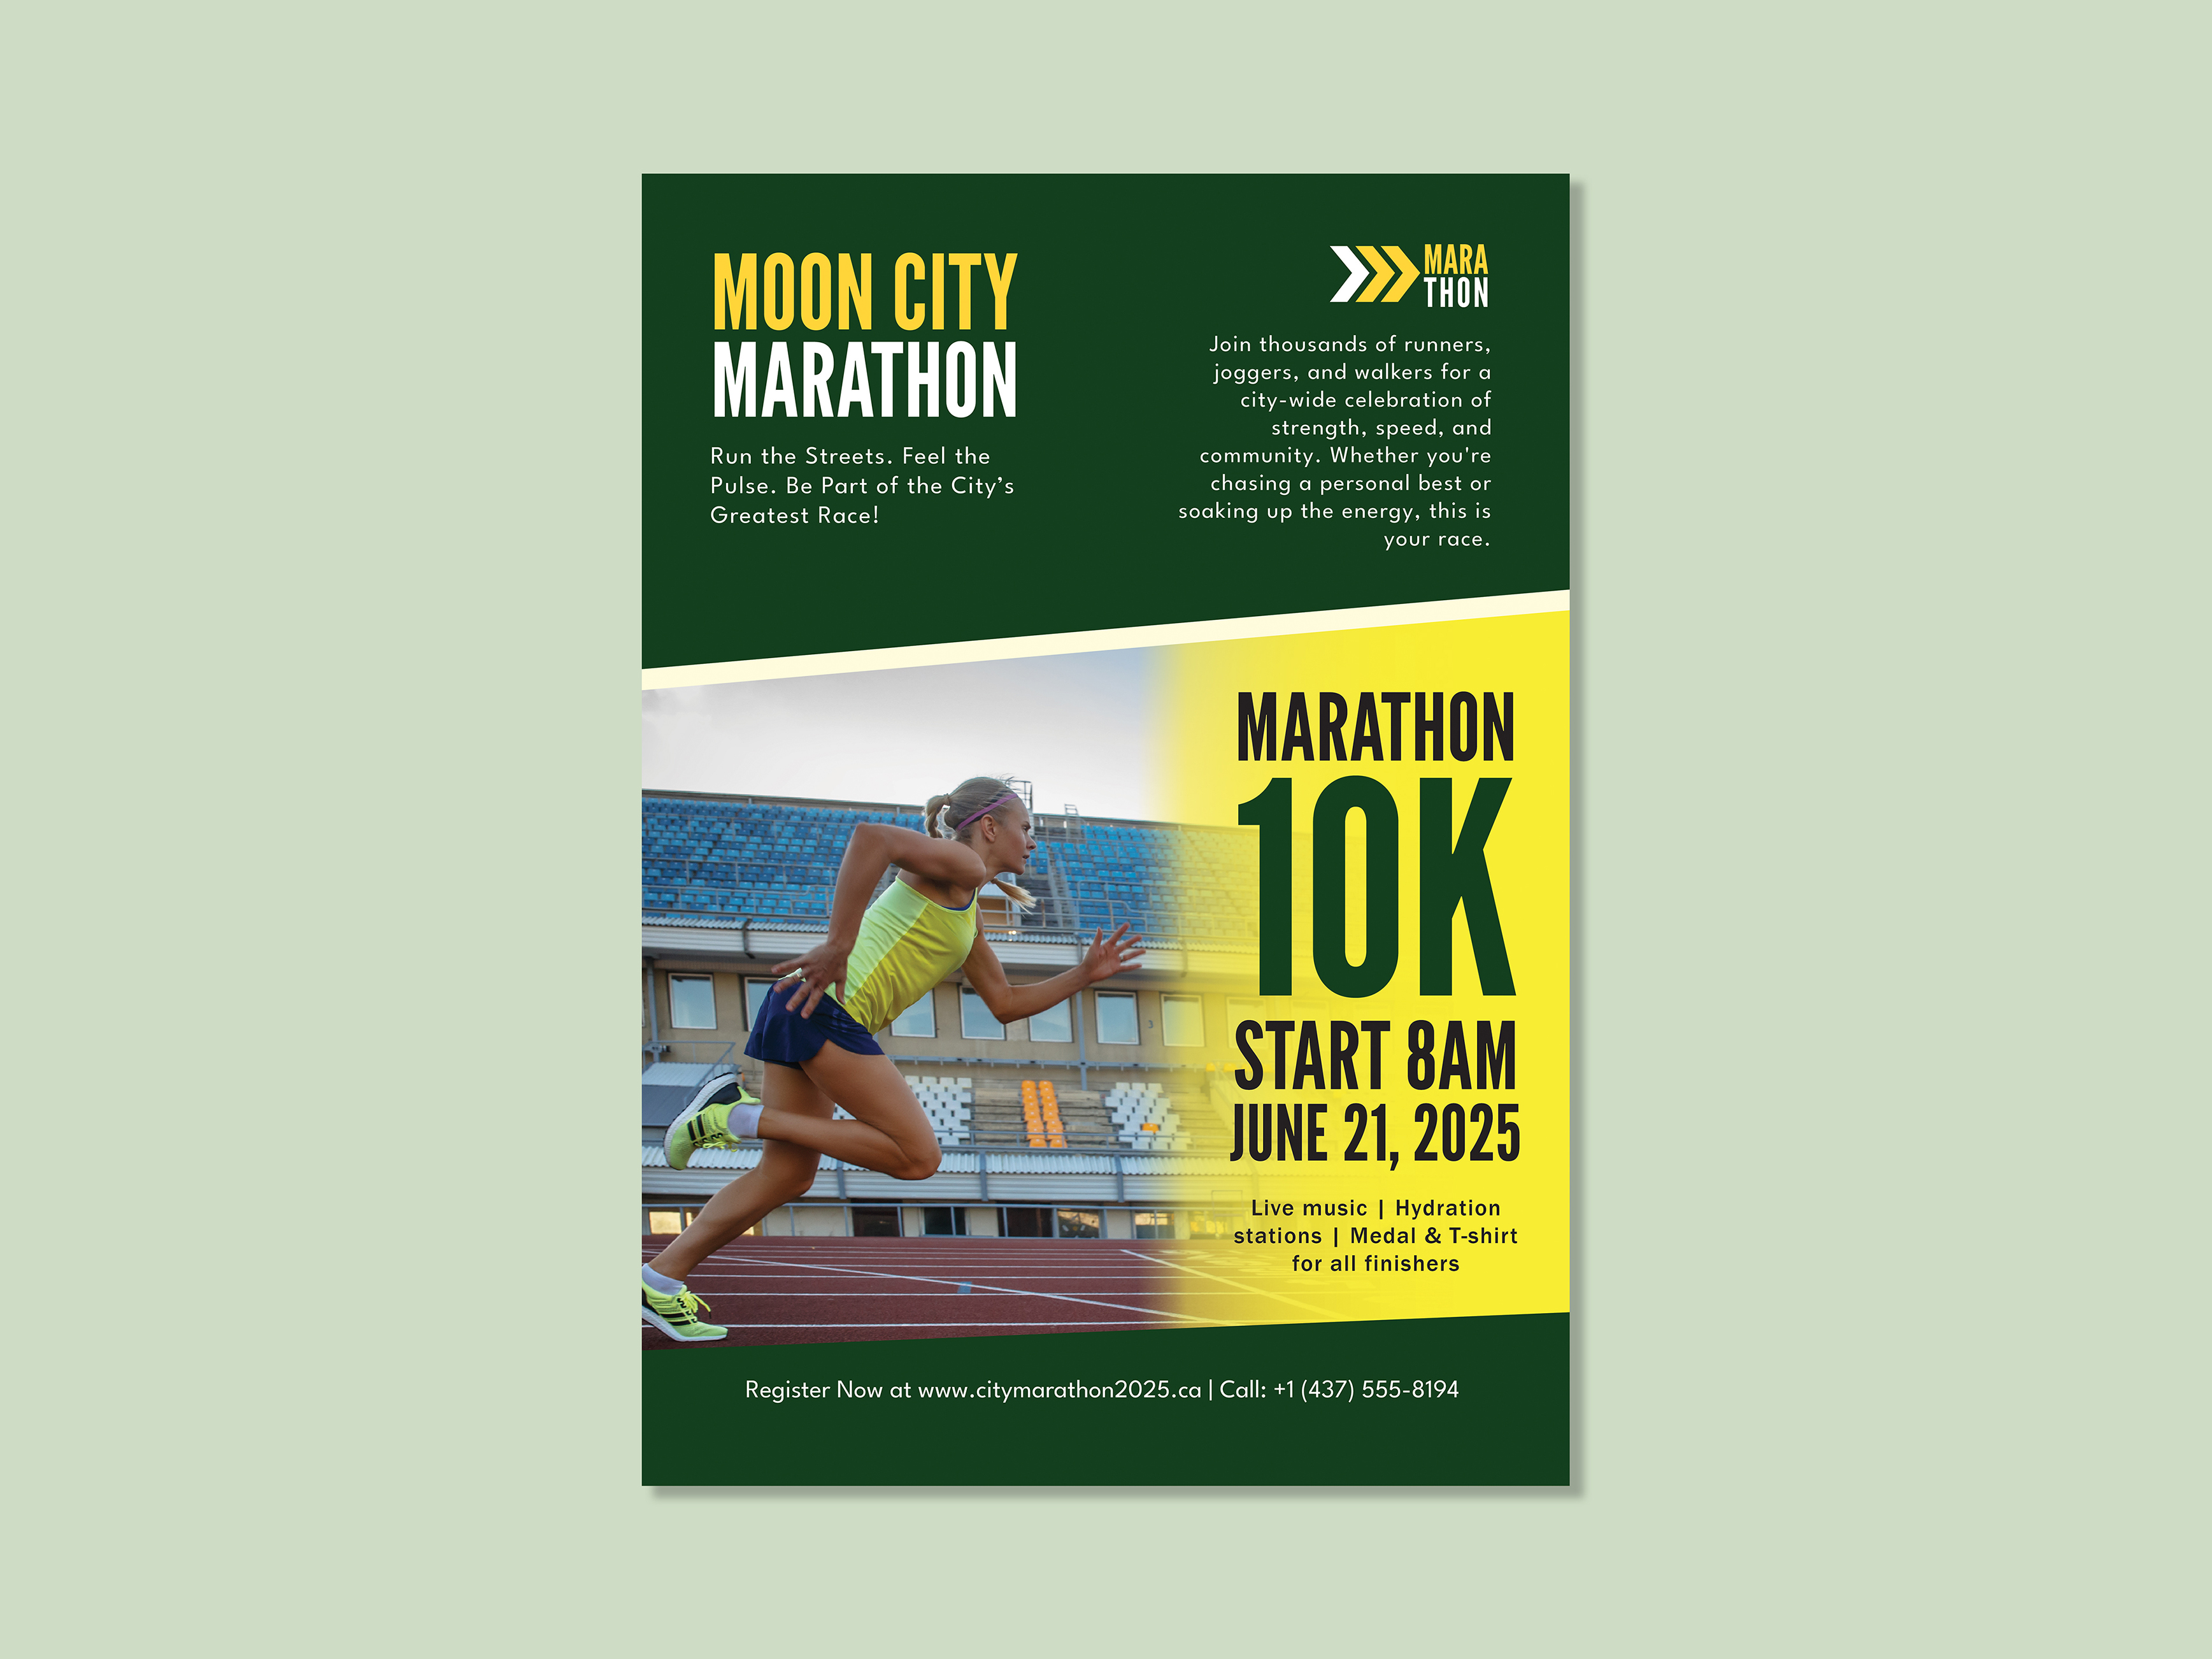 MOON CITY
MARATHON
Run the Streets. Feel the
Pulse. Be Part of the City’s
Greatest Race!
MARA
THON
Join thousands of runners,
joggers, and walkers for a
city-wide celebration of
strength, speed, and
community. Whether you're
chasing a personal best or
soaking up the energy, this is
your race.
MARATHON
10K
START 8AM
JUNE 21, 2025
Live music | Hydration
stations | Medal & T-shirt
for all finishers
Register Now at www.citymarathon2025.ca | Call: +1 (437) 555-8194